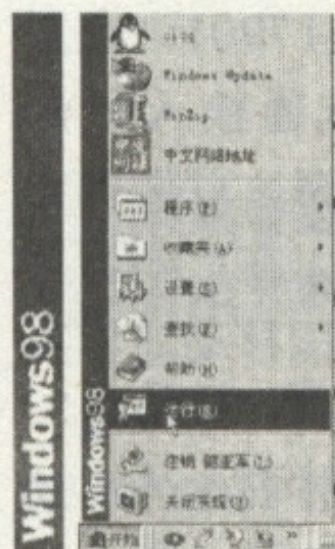 Windows98
Windows98
Windows Update
WinZip
中文网络地址
程序(P)
收藏夹(A)
设置(S)
查找(F)
帮助(H)
运行(R)
注销
关闭系统(U)
开始